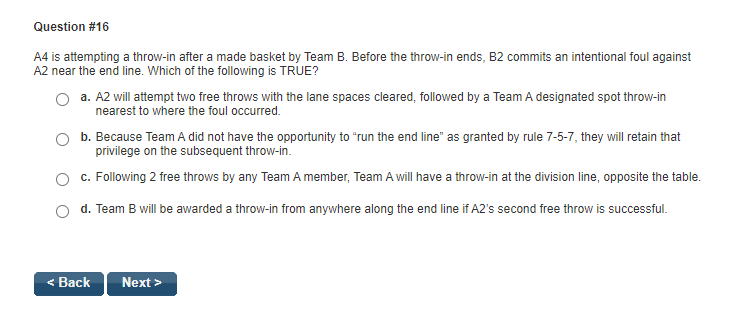 Question #16
A4 is attempting a throw-in after a made basket by Team B. Before the throw-in ends, B2 commits an intentional foul against
A2 near the end line. Which of the following is TRUE?
a. A2 will attempt two free throws with the lane spaces cleared, followed by a Team A designated spot throw-in
nearest to where the foul occurred.
b. Because Team A did not have the opportunity to "run the end line" as granted by rule 7-5-7, they will retain that
privilege on the subsequent throw-in.
c. Following 2 free throws by any Team A member, Team A will have a throw-in at the division line, opposite the table.
d. Team B will be awarded a throw-in from anywhere along the end line if A2's second free throw is successful.
< Back Next >